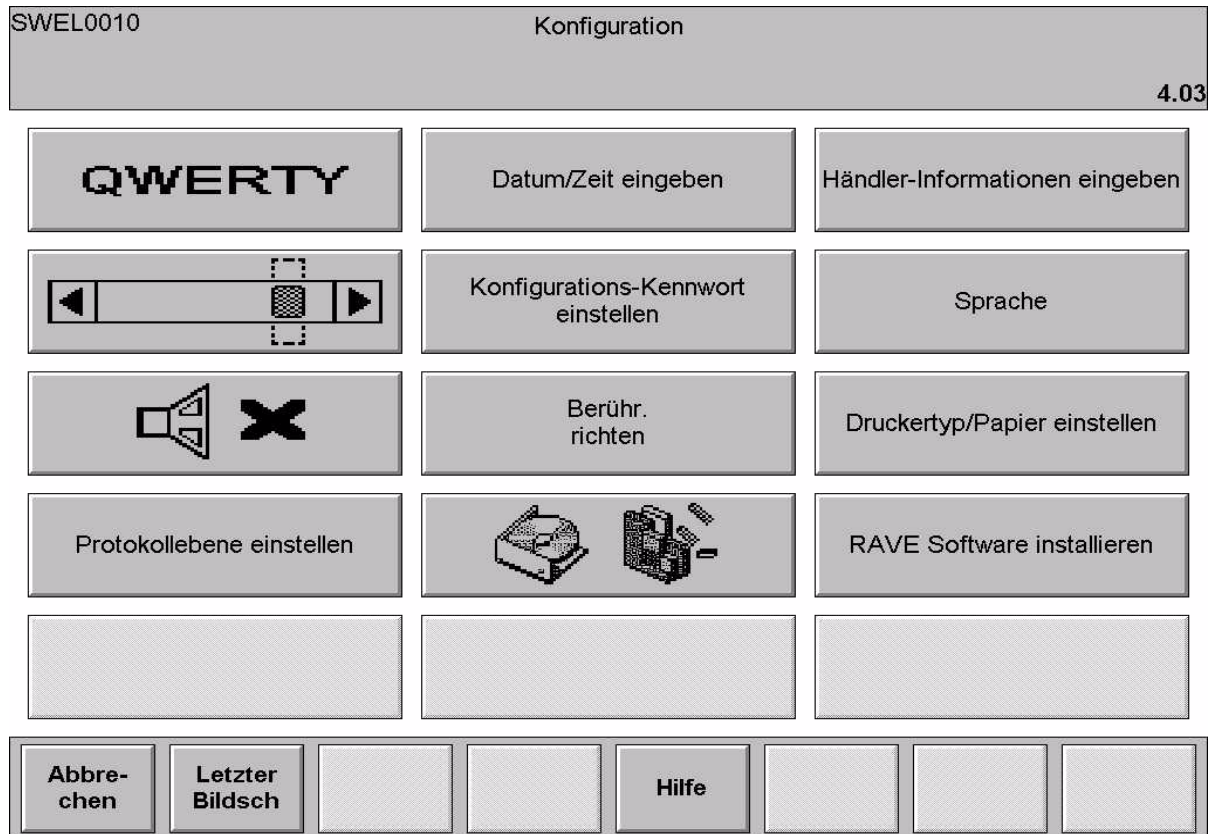 SWEL0010
Konfiguration
4.03
QWERTY
Datum/Zeit eingeben
Händler-Informationen eingeben
Konfigurations-Kennwort
einstellen
Sprache
Berühr.
richten
Druckertyp/Papier einstellen
Protokollebene einstellen
RAVE Software installieren
Abbre-
chen
Letzter
Bildsch
Hilfe